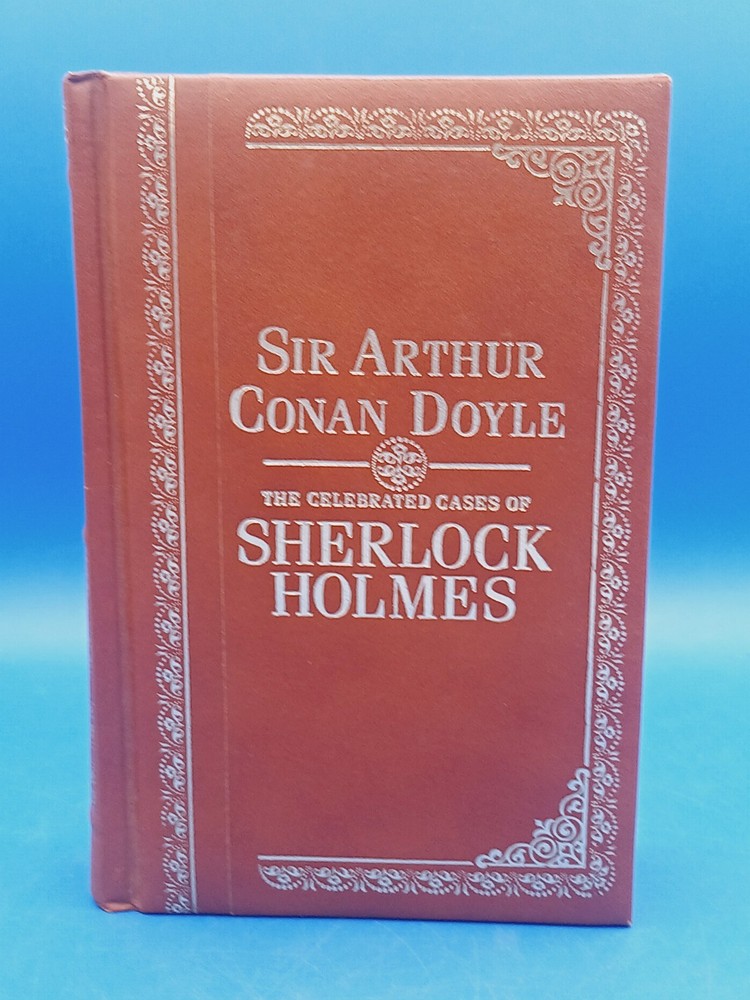 SIR ARTHUR
CONAN DOYLE
THE CELEBRATED CASES OF
SHERLOCK
HOLMES